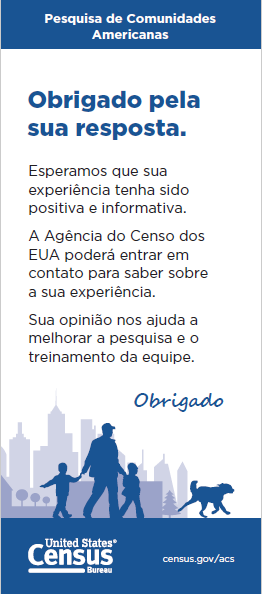 Pesquisa de Comunidades
Americanas
Obrigado pela
sua resposta.
Esperamos que sua
experiência tenha sido
positiva e informativa.
A Agência do Censo dos
EUA poderá entrar em
contato para saber sobre
a sua experiência.
Sua opinião nos ajuda a
melhorar a pesquisa e o
treinamento da equipe.
Obrigado
United States®
Census
Bureau
census.gov/acs